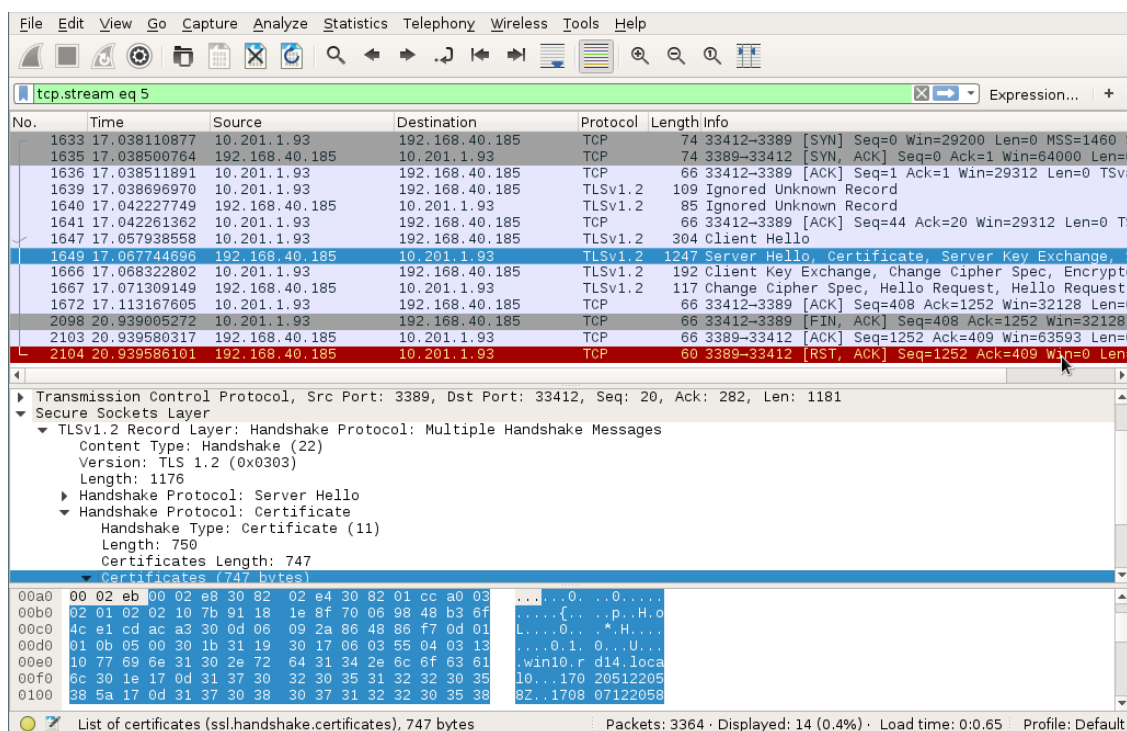 File Edit View Go Capture Analyze Statistics Telephony Wireless Tools Help
tcp.stream eq 5 Expression... +
No. Time Source Destination Protocol Length Info
1633 17.038110877 10.201.1.93 192.168.40.185 TCP 74 33412→3389 [SYN] Seq=0 Win=29200 Len=0 MSS=1460
1635 17.038500764 192.168.40.185 10.201.1.93 TCP 74 3389→33412 [SYN, ACK] Seq=0 Ack=1 Win=64000 Len=
1636 17.038511891 10.201.1.93 192.168.40.185 TCP 66 33412→3389 [ACK] Seq=1 Ack=1 Win=29312 Len=0 TSv
1639 17.038696970 10.201.1.93 192.168.40.185 TLSv1.2 109 Ignored Unknown Record
1640 17.042227749 192.168.40.185 10.201.1.93 TLSv1.2 85 Ignored Unknown Record
1641 17.042261362 10.201.1.93 192.168.40.185 TCP 66 33412→3389 [ACK] Seq=44 Ack=20 Win=29312 Len=0 T
1647 17.057938558 10.201.1.93 192.168.40.185 TLSv1.2 304 Client Hello
1649 17.067744696 192.168.40.185 10.201.1.93 TLSv1.2 1247 Server Hello, Certificate, Server Key Exchange,
1666 17.068322802 10.201.1.93 192.168.40.185 TLSv1.2 192 Client Key Exchange, Change Cipher Spec, Encrypt
1667 17.071309149 192.168.40.185 10.201.1.93 TLSv1.2 117 Change Cipher Spec, Hello Request, Hello Request
1672 17.113167605 10.201.1.93 192.168.40.185 TCP 66 33412→3389 [ACK] Seq=408 Ack=1252 Win=32128 Len=
2098 20.939005272 10.201.1.93 192.168.40.185 TCP 66 33412→3389 [FIN, ACK] Seq=408 Ack=1252 Win=32128
2103 20.939580317 192.168.40.185 10.201.1.93 TCP 66 3389→33412 [ACK] Seq=1252 Ack=409 Win=63593 Len=
2104 20.939586101 192.168.40.185 10.201.1.93 TCP 60 3389→33412 [RST, ACK] Seq=1252 Ack=409 Win=0 Len
Transmission Control Protocol, Src Port: 3389, Dst Port: 33412, Seq: 20, Ack: 282, Len: 1181
Secure Sockets Layer
TLSv1.2 Record Layer: Handshake Protocol: Multiple Handshake Messages
Content Type: Handshake (22)
Version: TLS 1.2 (0x0303)
Length: 1176
Handshake Protocol: Server Hello
Handshake Protocol: Certificate
Handshake Type: Certificate (11)
Length: 750
Certificates Length: 747
Certificates (747 bytes)
00a0 00 02 eb 00 02 e8 30 82 02 e4 30 82 01 cc a0 03 ......0. ..0.....
00b0 02 01 02 02 10 7b 91 18 1e 8f 70 06 98 48 b3 6f .....{.. ..p..H.o
00c0 4c e1 cd ac a3 30 0d 06 09 2a 86 48 86 f7 0d 01 L....0.. .*.H....
00d0 01 0b 05 00 30 1b 31 19 30 17 06 03 55 04 03 13 ....0.1. 0...U...
00e0 10 77 69 6e 31 30 2e 72 64 31 34 2e 6c 6f 63 61 .win10.r d14.loca
00f0 6c 30 1e 17 0d 31 37 30 32 30 35 31 32 32 30 35 l0...170 20512205
0100 38 5a 17 0d 31 37 30 38 30 37 31 32 32 30 35 38 8Z..1708 07122058
List of certificates (ssl.handshake.certificates), 747 bytes Packets: 3364 · Displayed: 14 (0.4%) · Load time: 0:0.65 Profile: Default